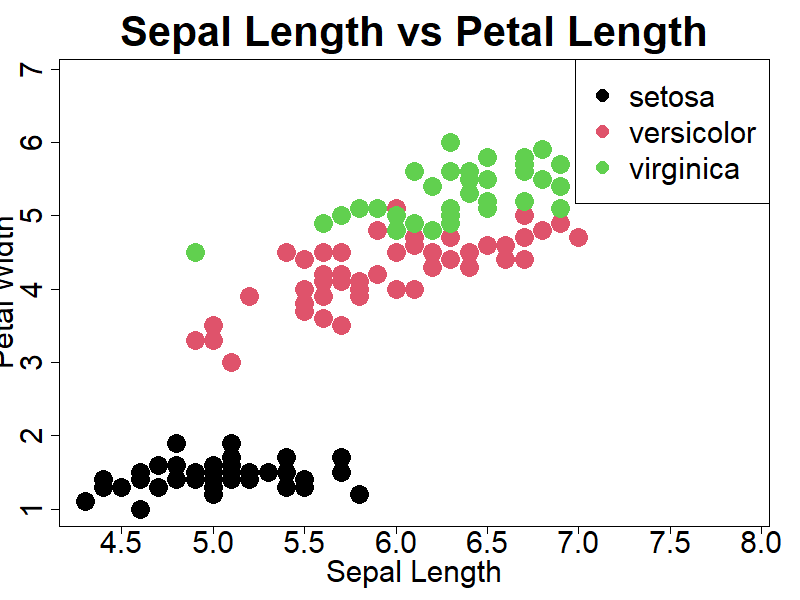 Sepal Length vs Petal Length
setosa
versicolor
virginica
Petal Width
7
6
5
4
3
2
1
4.5 5.0 5.5 6.0 6.5 7.0 7.5 8.0
Sepal Length